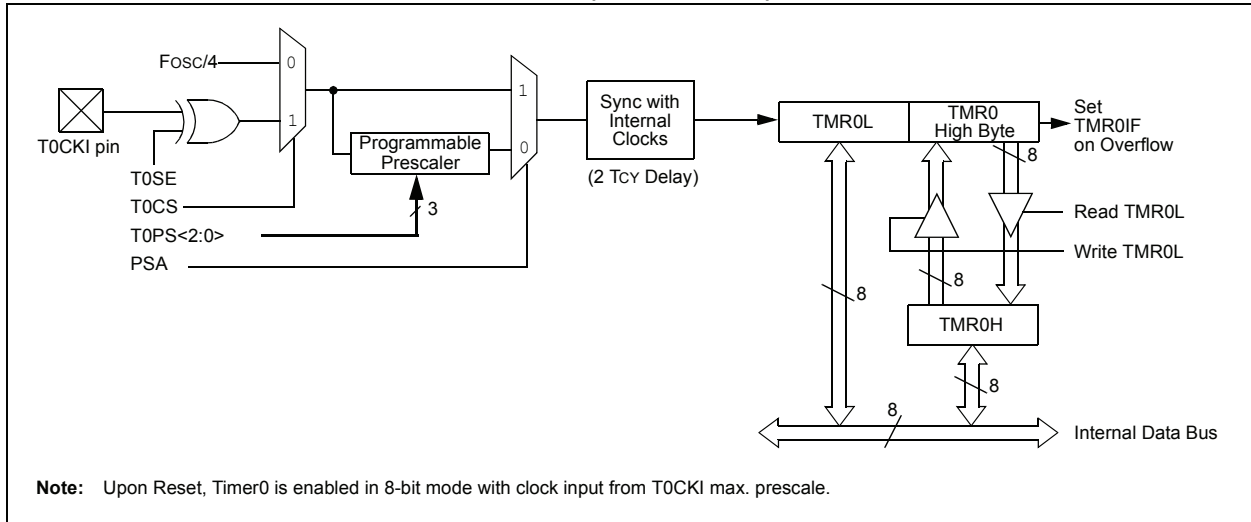 FOSC/4
0
1
T0CKI pin
T0SE
T0CS
T0PS<2:0>
PSA
Programmable
Prescaler
3
1
0
Sync with
Internal
Clocks
(2 TCY Delay)
TMR0L
TMR0
High Byte
Set
TMR0IF
on Overflow
8
Read TMR0L
Write TMR0L
8
8
TMR0H
8
8
Internal Data Bus
Note: Upon Reset, Timer0 is enabled in 8-bit mode with clock input from T0CKI max. prescale.